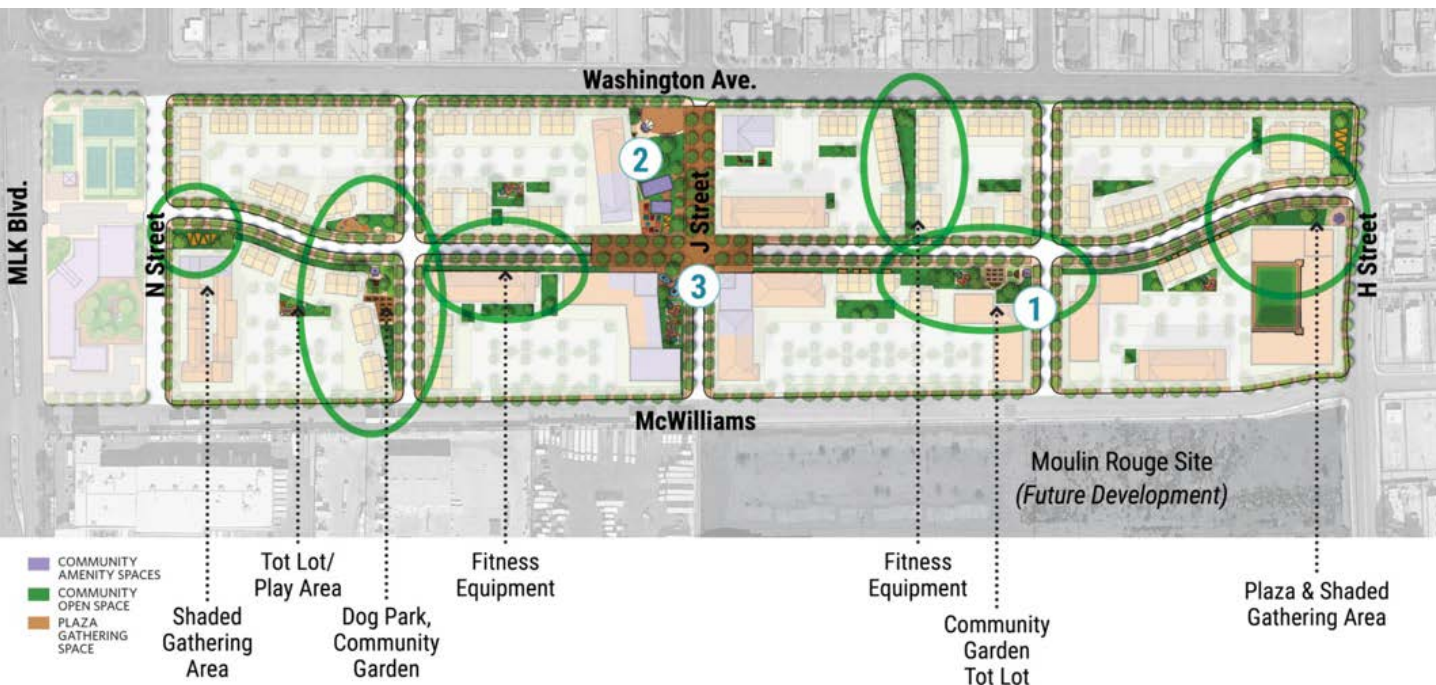 Washington Ave.
MLK Blvd.
N Street
2
J Street
3
1
H Street
McWilliams
Moulin Rouge Site
(Future Development)
COMMUNITY
AMENITY SPACES
COMMUNITY
OPEN SPACE
PLAZA
GATHERING
SPACE
Shaded
Gathering
Area
Tot Lot/
Play Area
Dog Park,
Community
Garden
Fitness
Equipment
Fitness
Equipment
Community
Garden
Tot Lot
Plaza & Shaded
Gathering Area